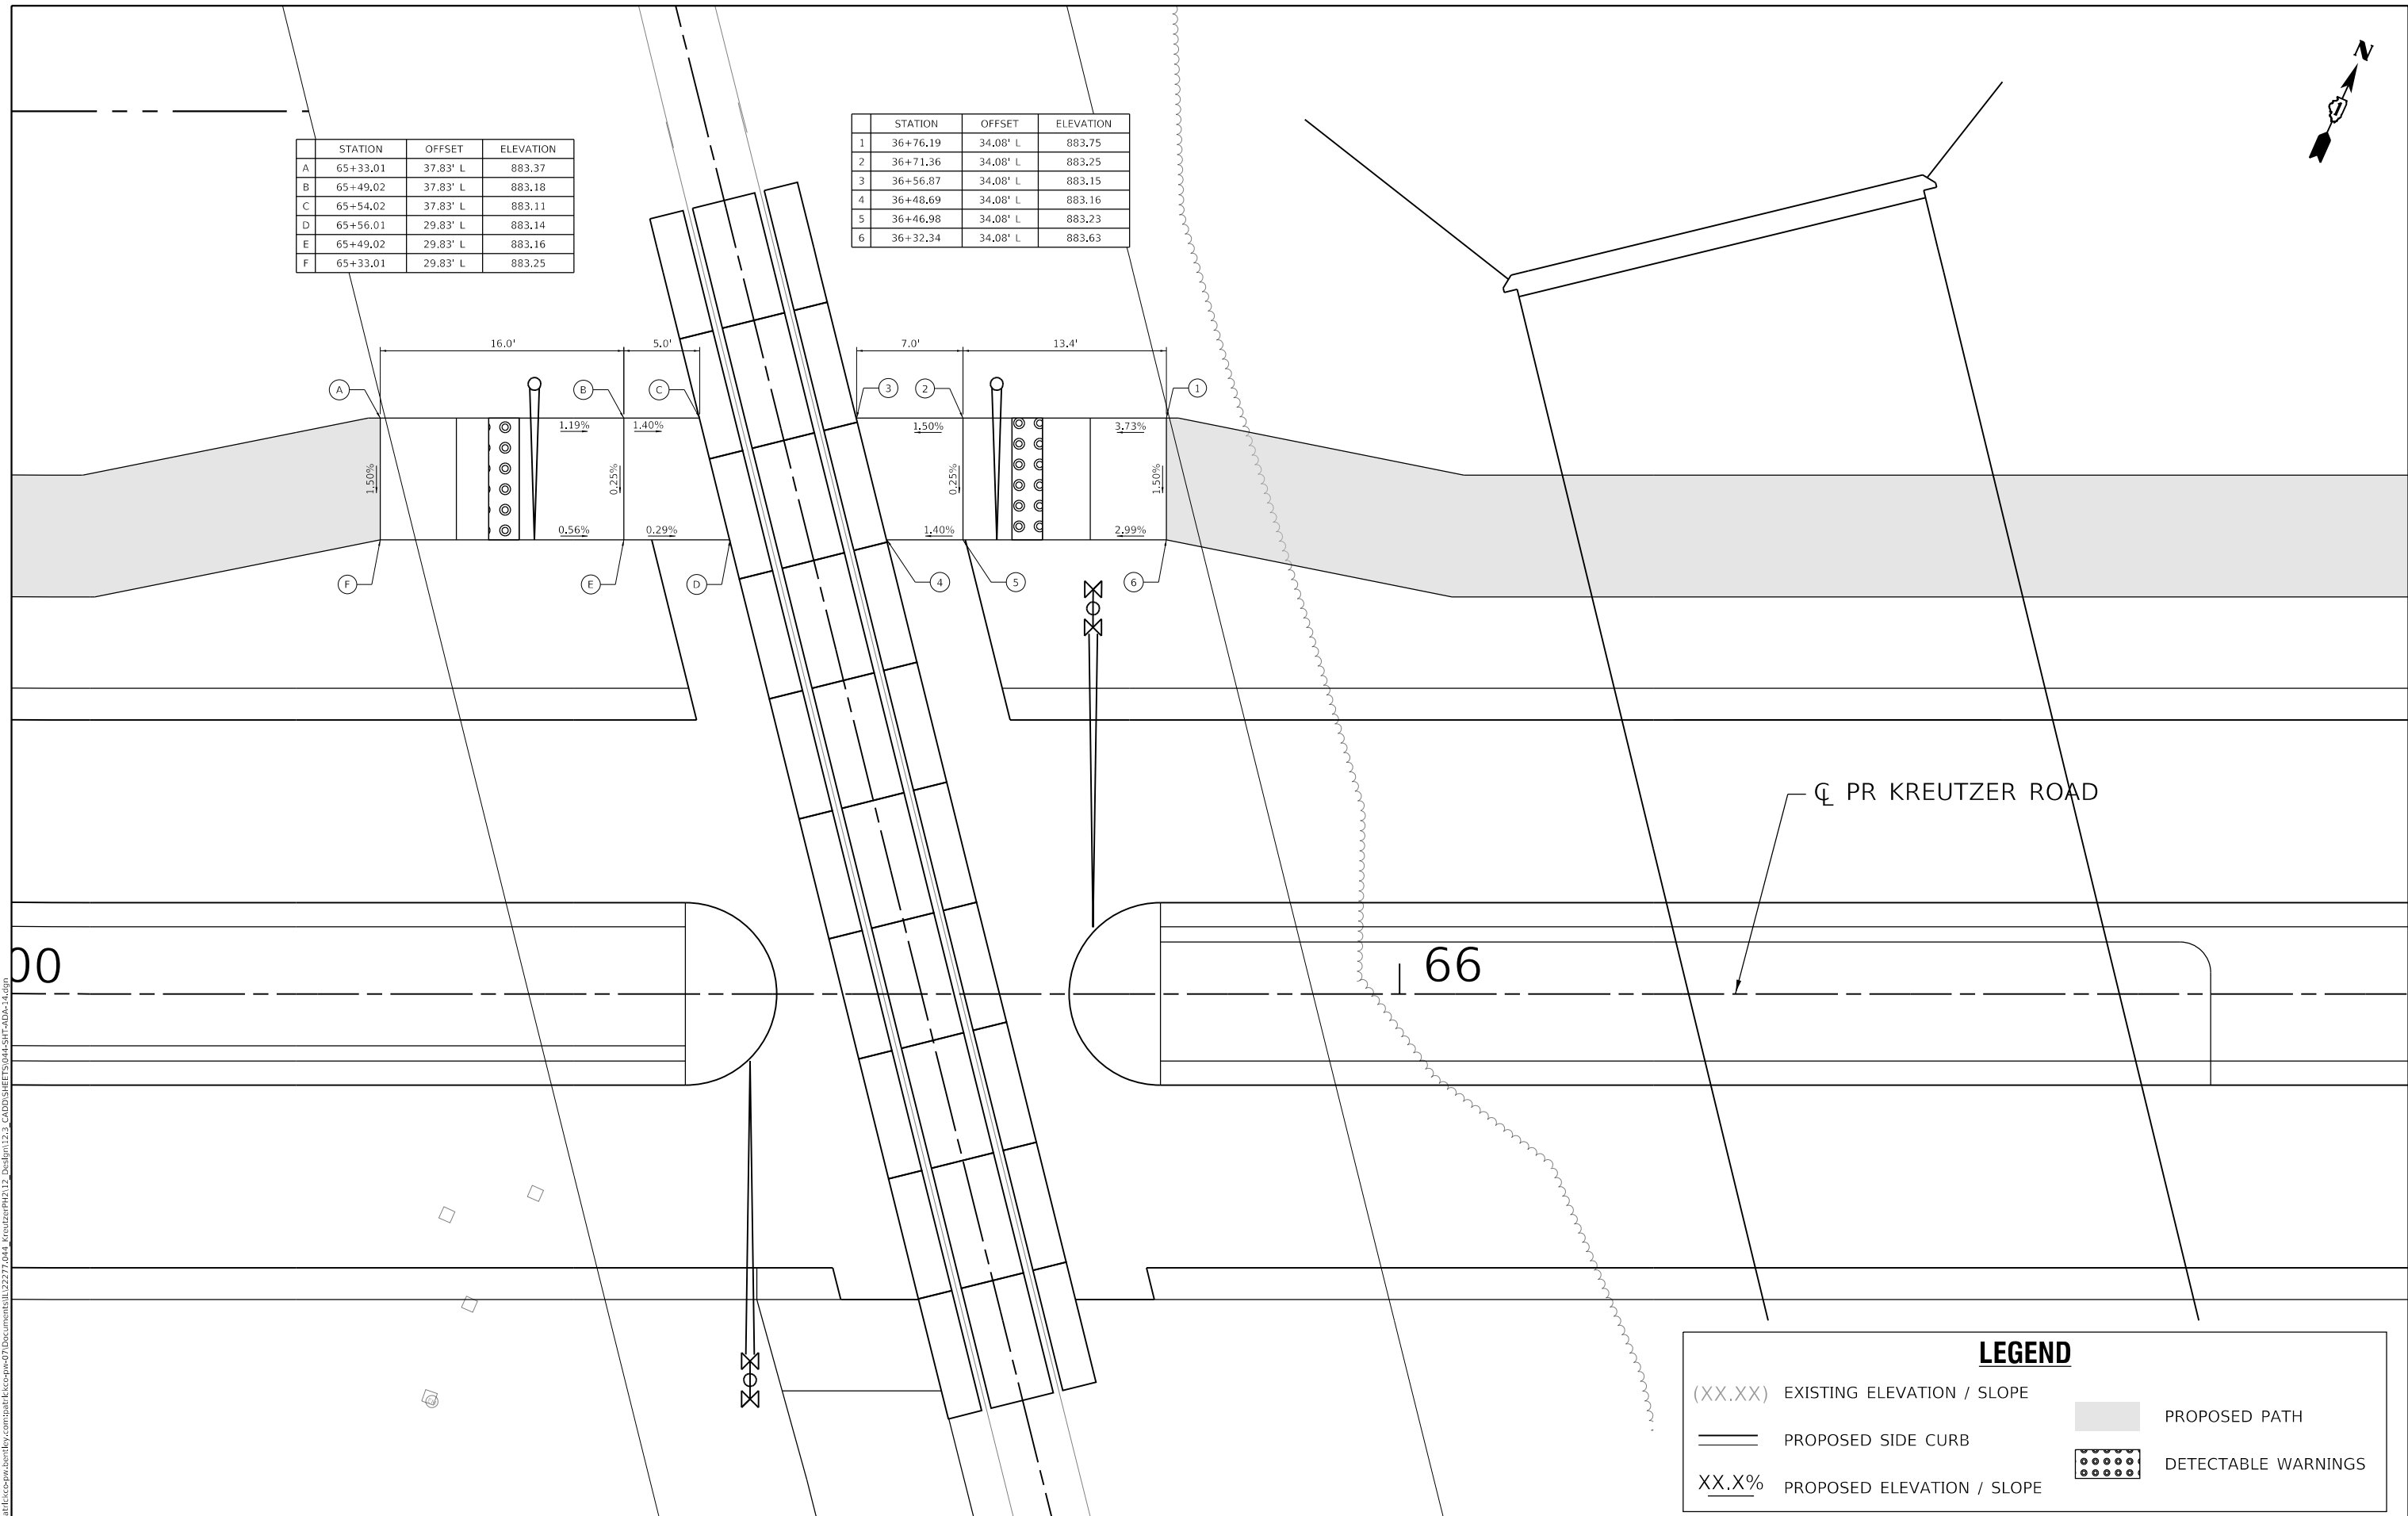 N
STATION OFFSET ELEVATION
A 65+33.01 37.83' L 883.37
B 65+49.02 37.83' L 883.18
C 65+54.02 37.83' L 883.11
D 65+56.01 29.83' L 883.14
E 65+49.02 29.83' L 883.16
F 65+33.01 29.83' L 883.25
STATION OFFSET ELEVATION
1 36+76.19 34.08' L 883.75
2 36+71.36 34.08' L 883.25
3 36+56.87 34.08' L 883.15
4 36+48.69 34.08' L 883.16
5 36+46.98 34.08' L 883.23
6 36+32.34 34.08' L 883.63
16.0' 5.0' 7.0' 13.4'
A B C 3 2 1
1.19% 1.40% 1.50% 3.73%
1.50% 0.25% 0.25% 1.50%
0.56% 0.29% 1.40% 2.99%
F E D 4 5 6
℄ PR KREUTZER ROAD
00 66
LEGEND
(XX.XX) EXISTING ELEVATION / SLOPE
PROPOSED SIDE CURB
XX.X% PROPOSED ELEVATION / SLOPE
PROPOSED PATH
DETECTABLE WARNINGS